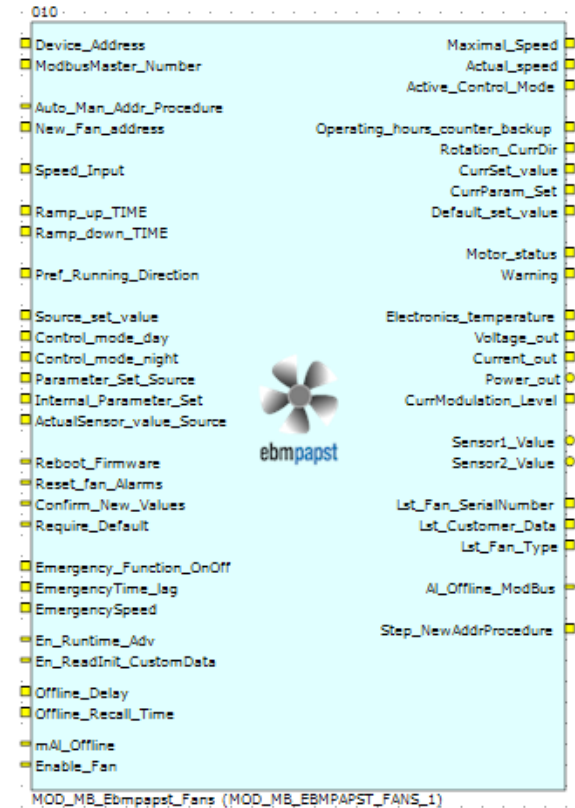 010
Device_Address
ModbusMaster_Number
Auto_Man_Addr_Procedure
New_Fan_address
Speed_Input
Ramp_up_TIME
Ramp_down_TIME
Pref_Running_Direction
Source_set_value
Control_mode_day
Control_mode_night
Parameter_Set_Source
Internal_Parameter_Set
ActualSensor_value_Source
Reboot_Firmware
Reset_fan_Alarms
Confirm_New_Values
Require_Default
Emergency_Function_OnOff
EmergencyTime_lag
EmergencySpeed
En_Runtime_Adv
En_ReadInit_CustomData
Offline_Delay
Offline_Recall_Time
mAl_Offline
Enable_Fan
ebmpapst
Maximal_Speed
Actual_speed
Active_Control_Mode
Operating_hours_counter_backup
Rotation_CurrDir
CurrSet_value
CurrParam_Set
Default_set_value
Motor_status
Warning
Electronics_temperature
Voltage_out
Current_out
Power_out
CurrModulation_Level
Sensor1_Value
Sensor2_Value
Lst_Fan_SerialNumber
Lst_Customer_Data
Lst_Fan_Type
Al_Offline_ModBus
Step_NewAddrProcedure
MOD_MB_Ebmpapst_Fans (MOD_MB_EBMPAPST_FANS_1)